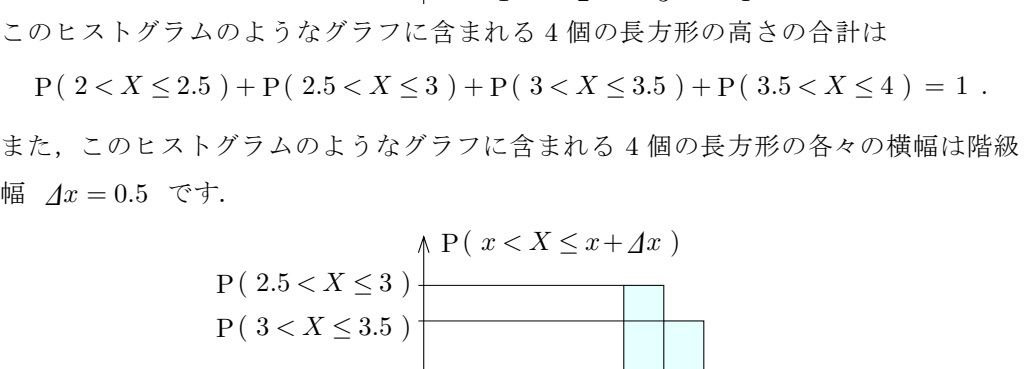 このヒストグラムのようなグラフに含まれる 4 個の長方形の高さの合計は
P( 2 < X ≤ 2.5 ) + P( 2.5 < X ≤ 3 ) + P( 3 < X ≤ 3.5 ) + P( 3.5 < X ≤ 4 ) = 1 .
また，このヒストグラムのようなグラフに含まれる 4 個の長方形の各々の横幅は階級
幅 Δx = 0.5 です．
P( x < X ≤ x + Δx )
P( 2.5 < X ≤ 3 )
P( 3 < X ≤ 3.5 )